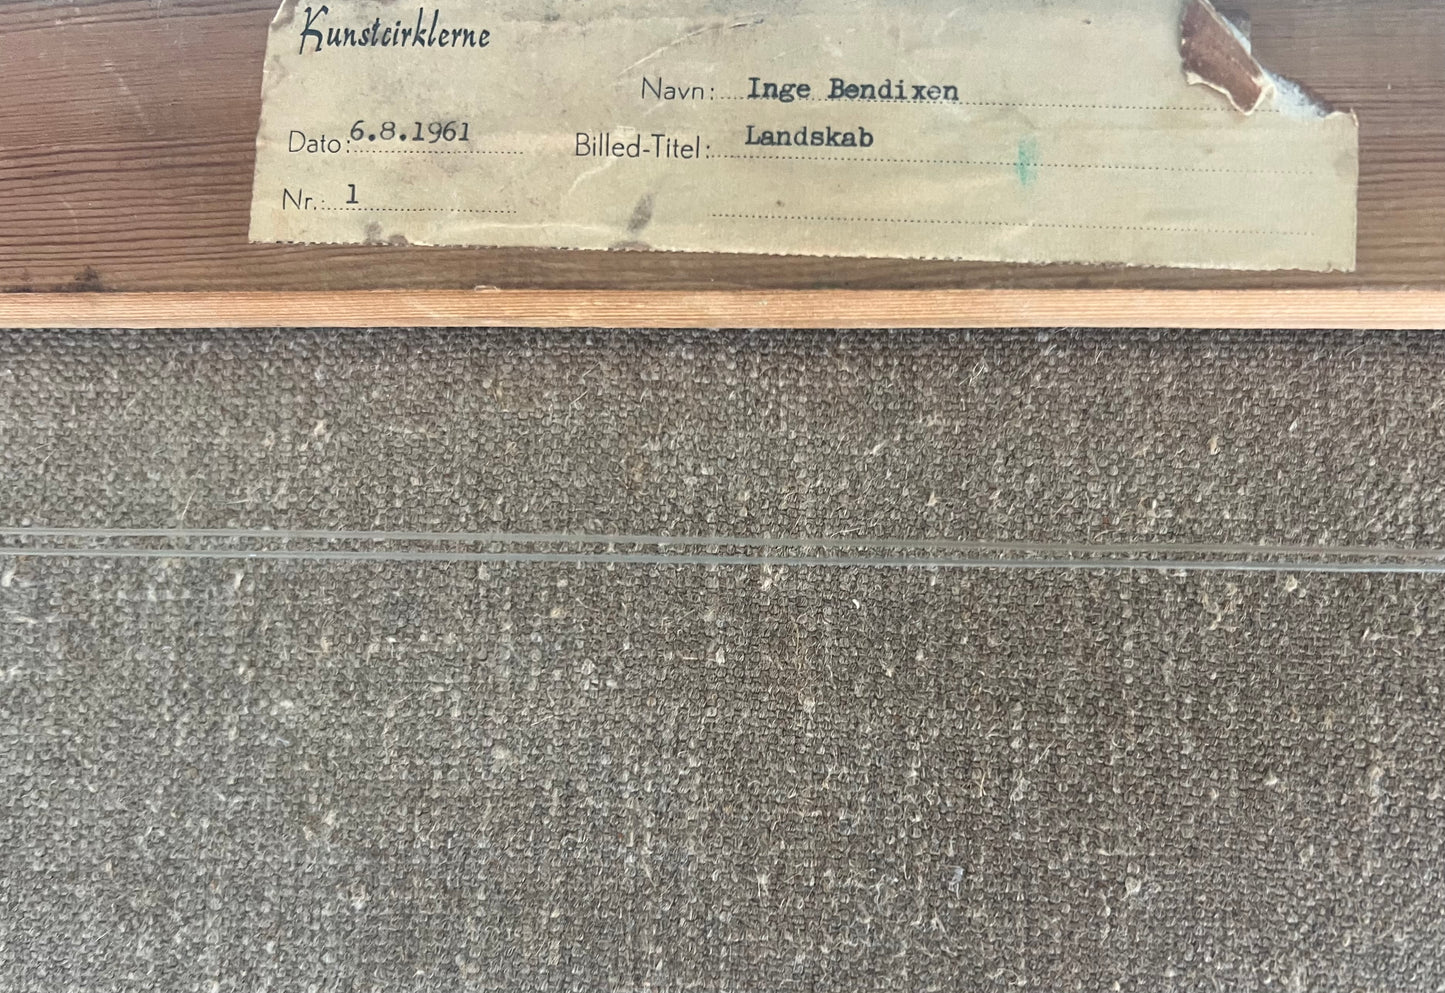 Kunstcirklerne
Navn: Inge Bendixen
Dato: 6.8.1961 Billed-Titel: Landskab
Nr.: 1